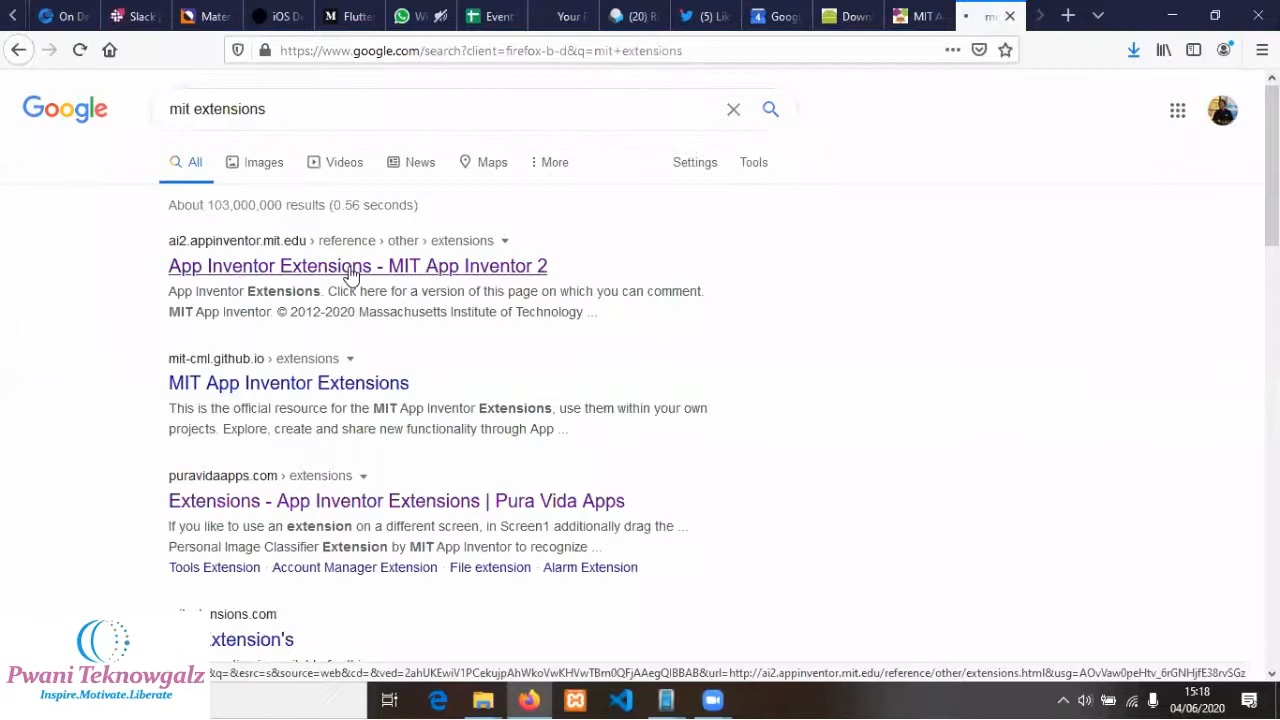 On De
Slack
Mater
iOS De
Flutte
What
Event
Your F
(20) R
(5) Lik
Goog
Down
MIT A
mi
https://www.google.com/search?client=firefox-b-d&q=mit+extensions
Google
mit extensions
All
Images
Videos
News
Maps
More
Settings
Tools
About 103,000,000 results (0.56 seconds)
ai2.appinventor.mit.edu › reference › other › extensions
App Inventor Extensions - MIT App Inventor 2
App Inventor Extensions. Click here for a version of this page on which you can comment.
MIT App Inventor. © 2012-2020 Massachusetts Institute of Technology ...
mit-cml.github.io › extensions
MIT App Inventor Extensions
This is the official resource for the MIT App Inventor Extensions, use them within your own
projects. Explore, create and share new functionality through App ...
puravidaapps.com › extensions
Extensions - App Inventor Extensions | Pura Vida Apps
If you like to use an extension on a different screen, in Screen1 additionally drag the ...
Personal Image Classifier Extension by MIT App Inventor to recognize ...
Tools Extension · Account Manager Extension · File extension · Alarm Extension
nsions.com
xtension's
Pwani Teknowgalz
Inspire.Motivate.Liberate
15:18
04/06/2020